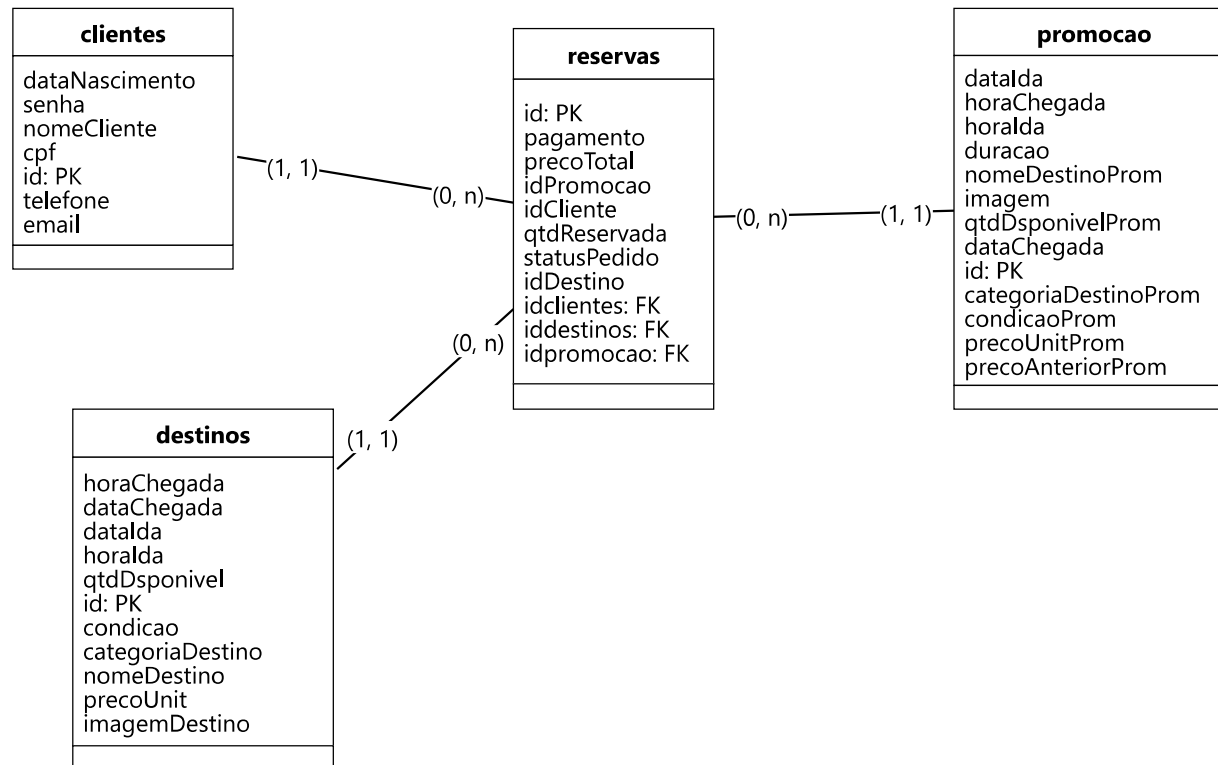 clientes
dataNascimento
senha
nomeCliente
cpf
id: PK
telefone
email
(1, 1)
(0, n)
reservas
id: PK
pagamento
precoTotal
idPromocao
idCliente
qtdReservada
statusPedido
idDestino
idclientes: FK
iddestinos: FK
idpromocao: FK
(0, n)
(1, 1)
promocao
dataIda
horaChegada
horaIda
duracao
nomeDestinoProm
imagem
qtdDsponivelProm
dataChegada
id: PK
categoriaDestinoProm
condicaoProm
precoUnitProm
precoAnteriorProm
(0, n)
(1, 1)
destinos
horaChegada
dataChegada
dataIda
horaIda
qtdDsponivel
id: PK
condicao
categoriaDestino
nomeDestino
precoUnit
imagemDestino